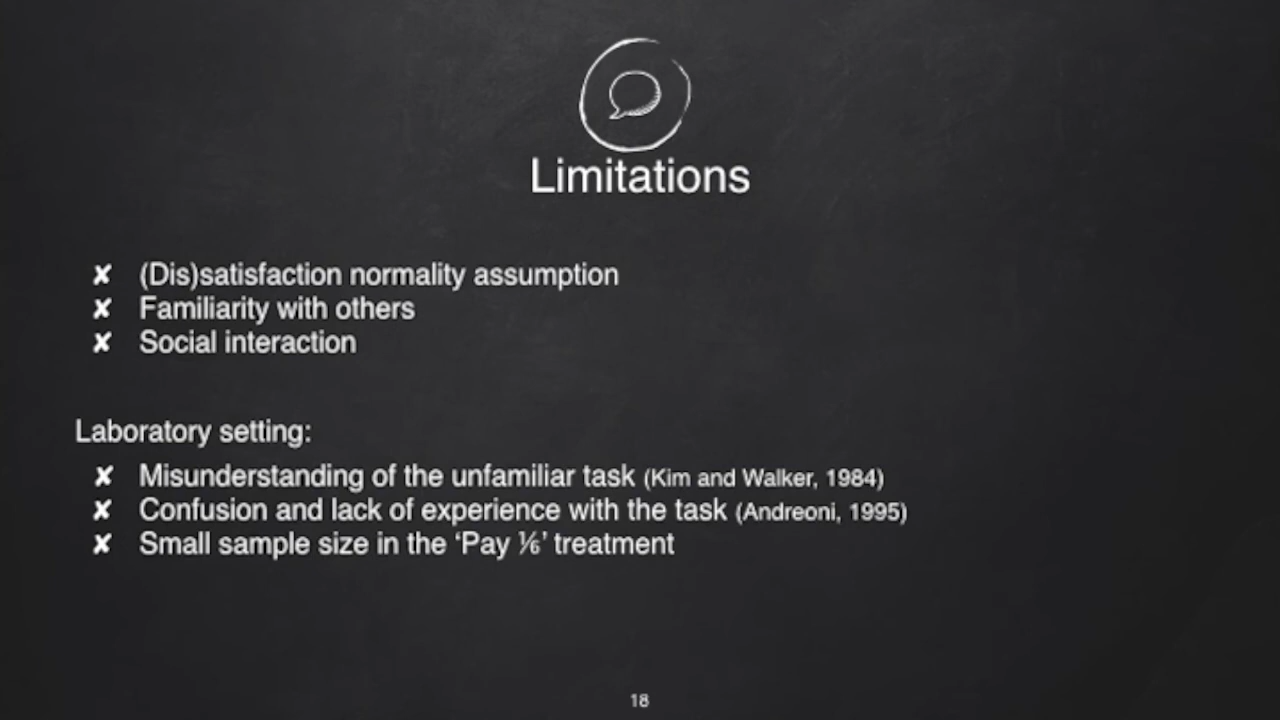 Limitations
✘ (Dis)satisfaction normality assumption
✘ Familiarity with others
✘ Social interaction
Laboratory setting:
✘ Misunderstanding of the unfamiliar task (Kim and Walker, 1984)
✘ Confusion and lack of experience with the task (Andreoni, 1995)
✘ Small sample size in the ‘Pay ⅙’ treatment
18